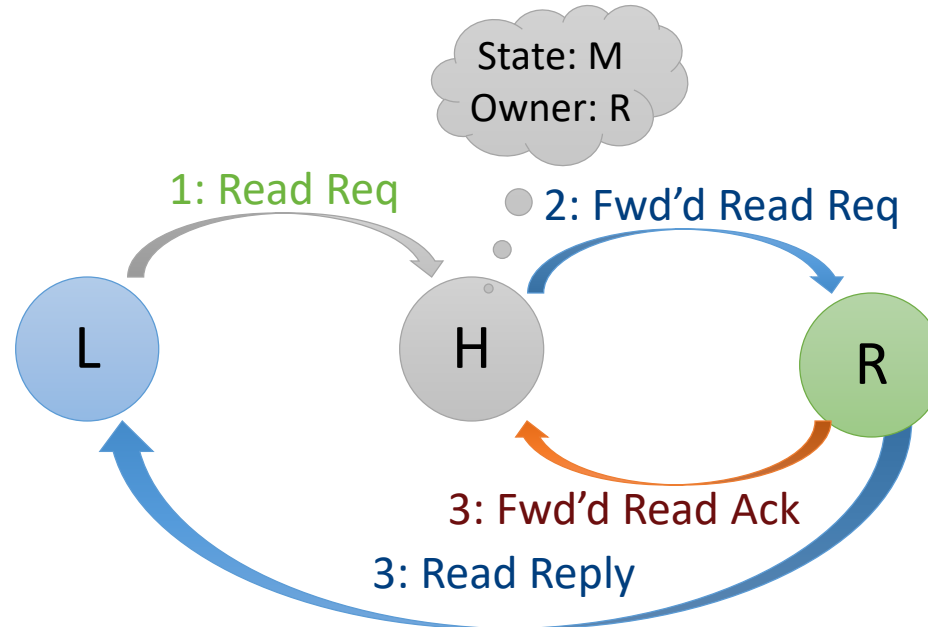 State: M
Owner: R
1: Read Req
2: Fwd’d Read Req
L
H
R
3: Fwd’d Read Ack
3: Read Reply